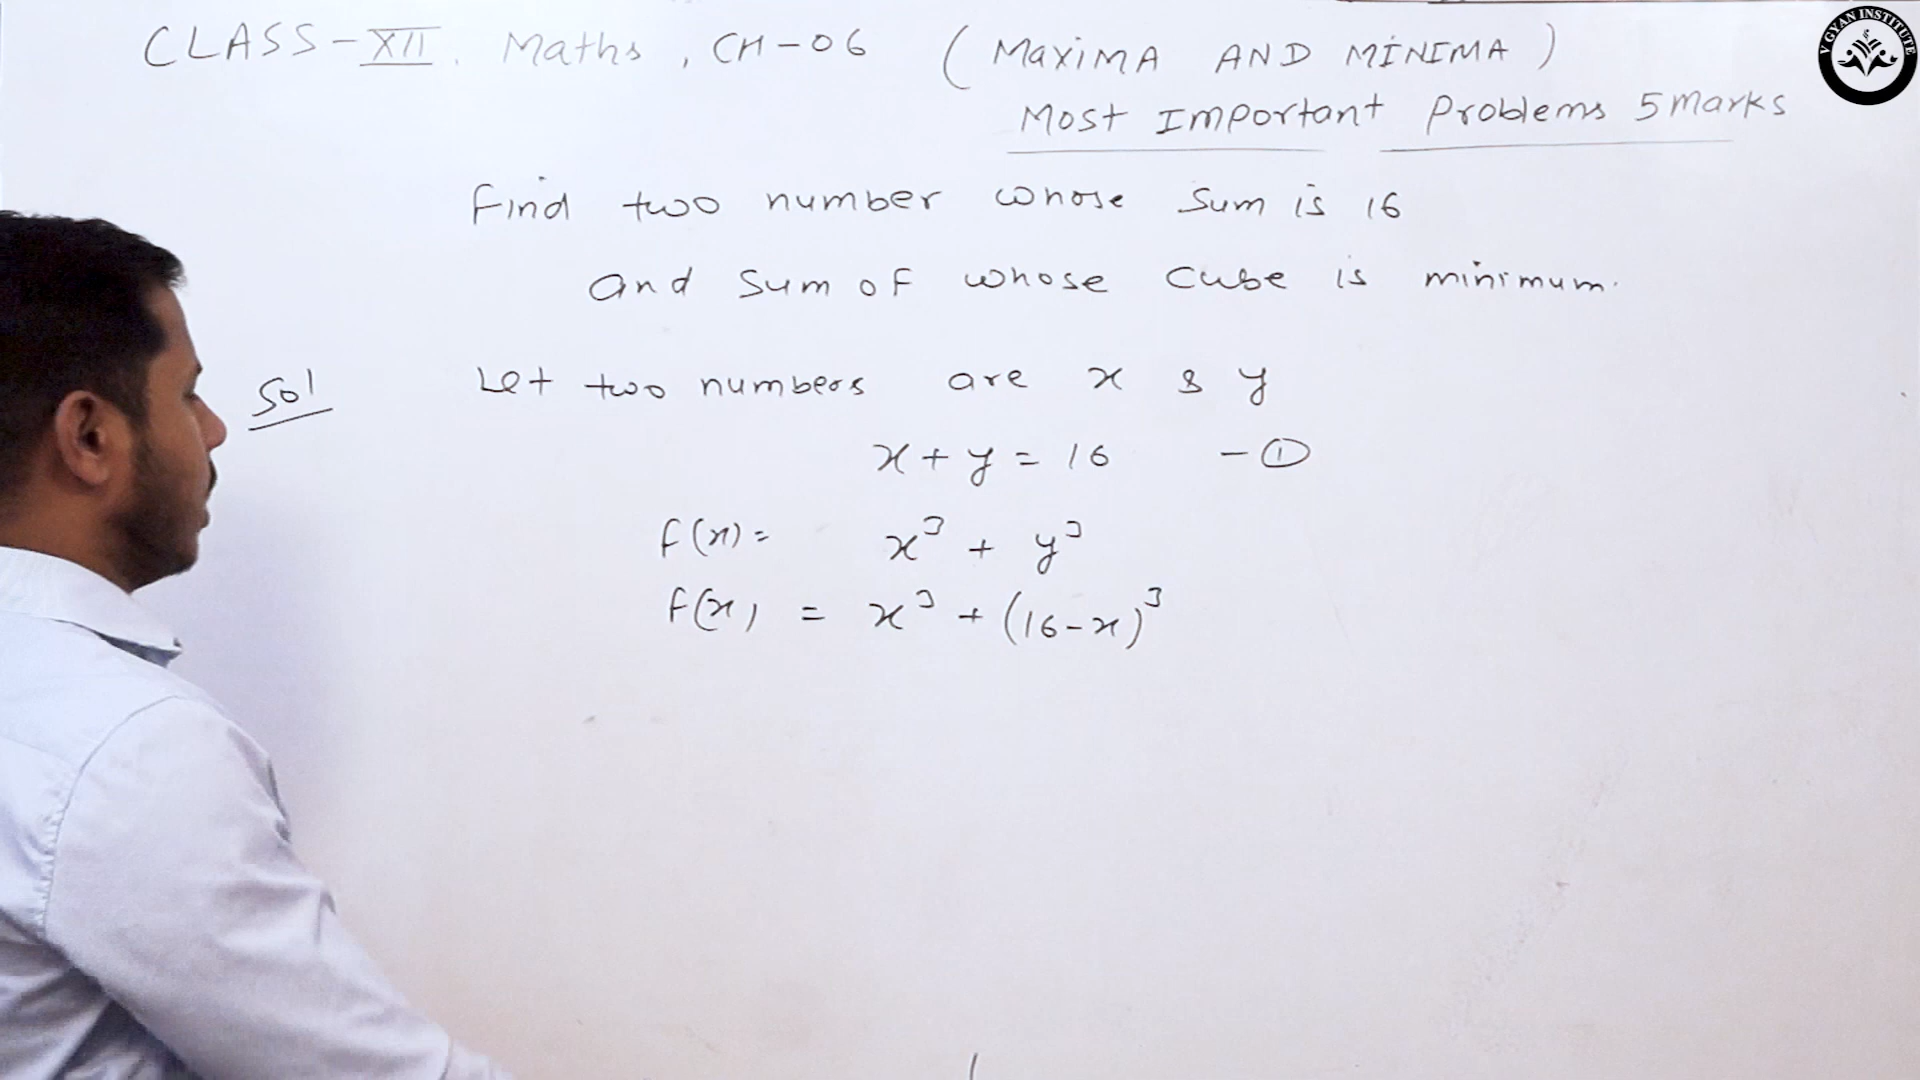 CLASS-XII. Maths, CH-06 (MaxiMA AND MINIMA)
Most Important Problems 5 Marks
V GYAN INSTITUTE
Find two number whose Sum is 16
and Sum of whose Cube is minimum.
Sol Let two numbers are x & y
x + y = 16 - ①
f(x) = x³ + y³
f(x) = x³ + (16-x)³